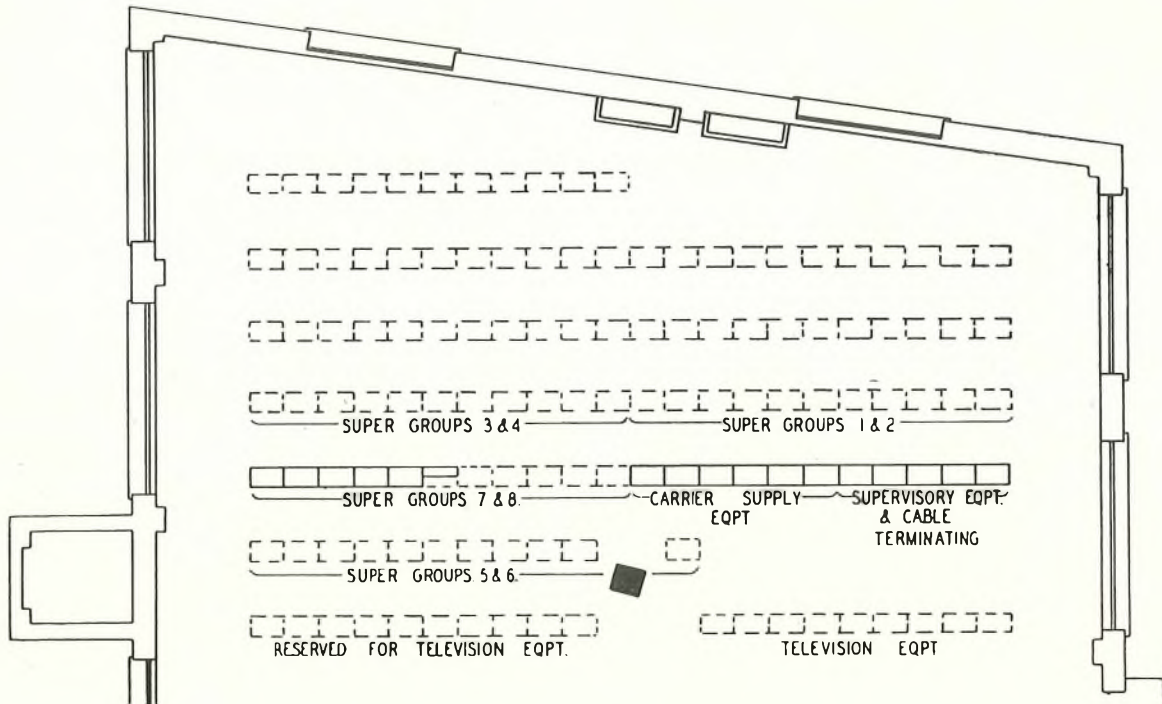 SUPER GROUPS 3 & 4
SUPER GROUPS 1 & 2
SUPER GROUPS 7 & 8.
CARRIER SUPPLY
EQPT
SUPERVISORY EQPT.
& CABLE
TERMINATING
SUPER GROUPS 5 & 6.
RESERVED FOR TELEVISION EQPT.
TELEVISION EQPT